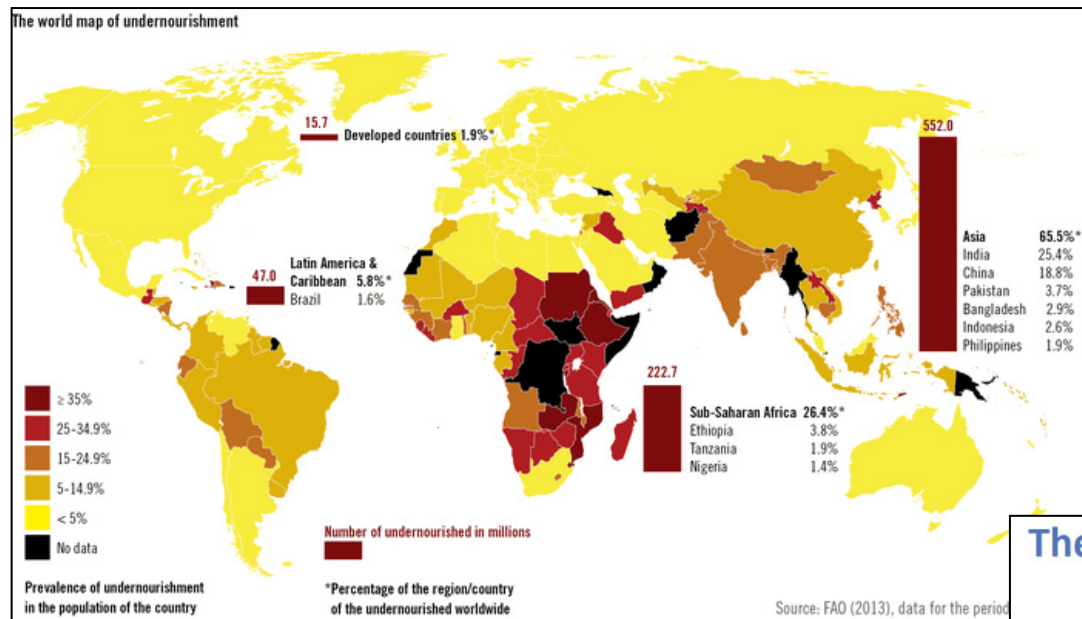 The world map of undernourishment
15.7
Developed countries 1.9%*
552.0
Asia 65.5%*
India 25.4%
China 18.8%
Pakistan 3.7%
Bangladesh 2.9%
Indonesia 2.6%
Philippines 1.9%
47.0
Latin America &
Caribbean 5.8%*
Brazil 1.6%
222.7
Sub-Saharan Africa 26.4%*
Ethiopia 3.8%
Tanzania 1.9%
Nigeria 1.4%
≥ 35%
25-34.9%
15-24.9%
5-14.9%
< 5%
No data
Prevalence of undernourishment
in the population of the country
Number of undernourished in millions
*Percentage of the region/country
of the undernourished worldwide
Source: FAO (2013), data for the period
The